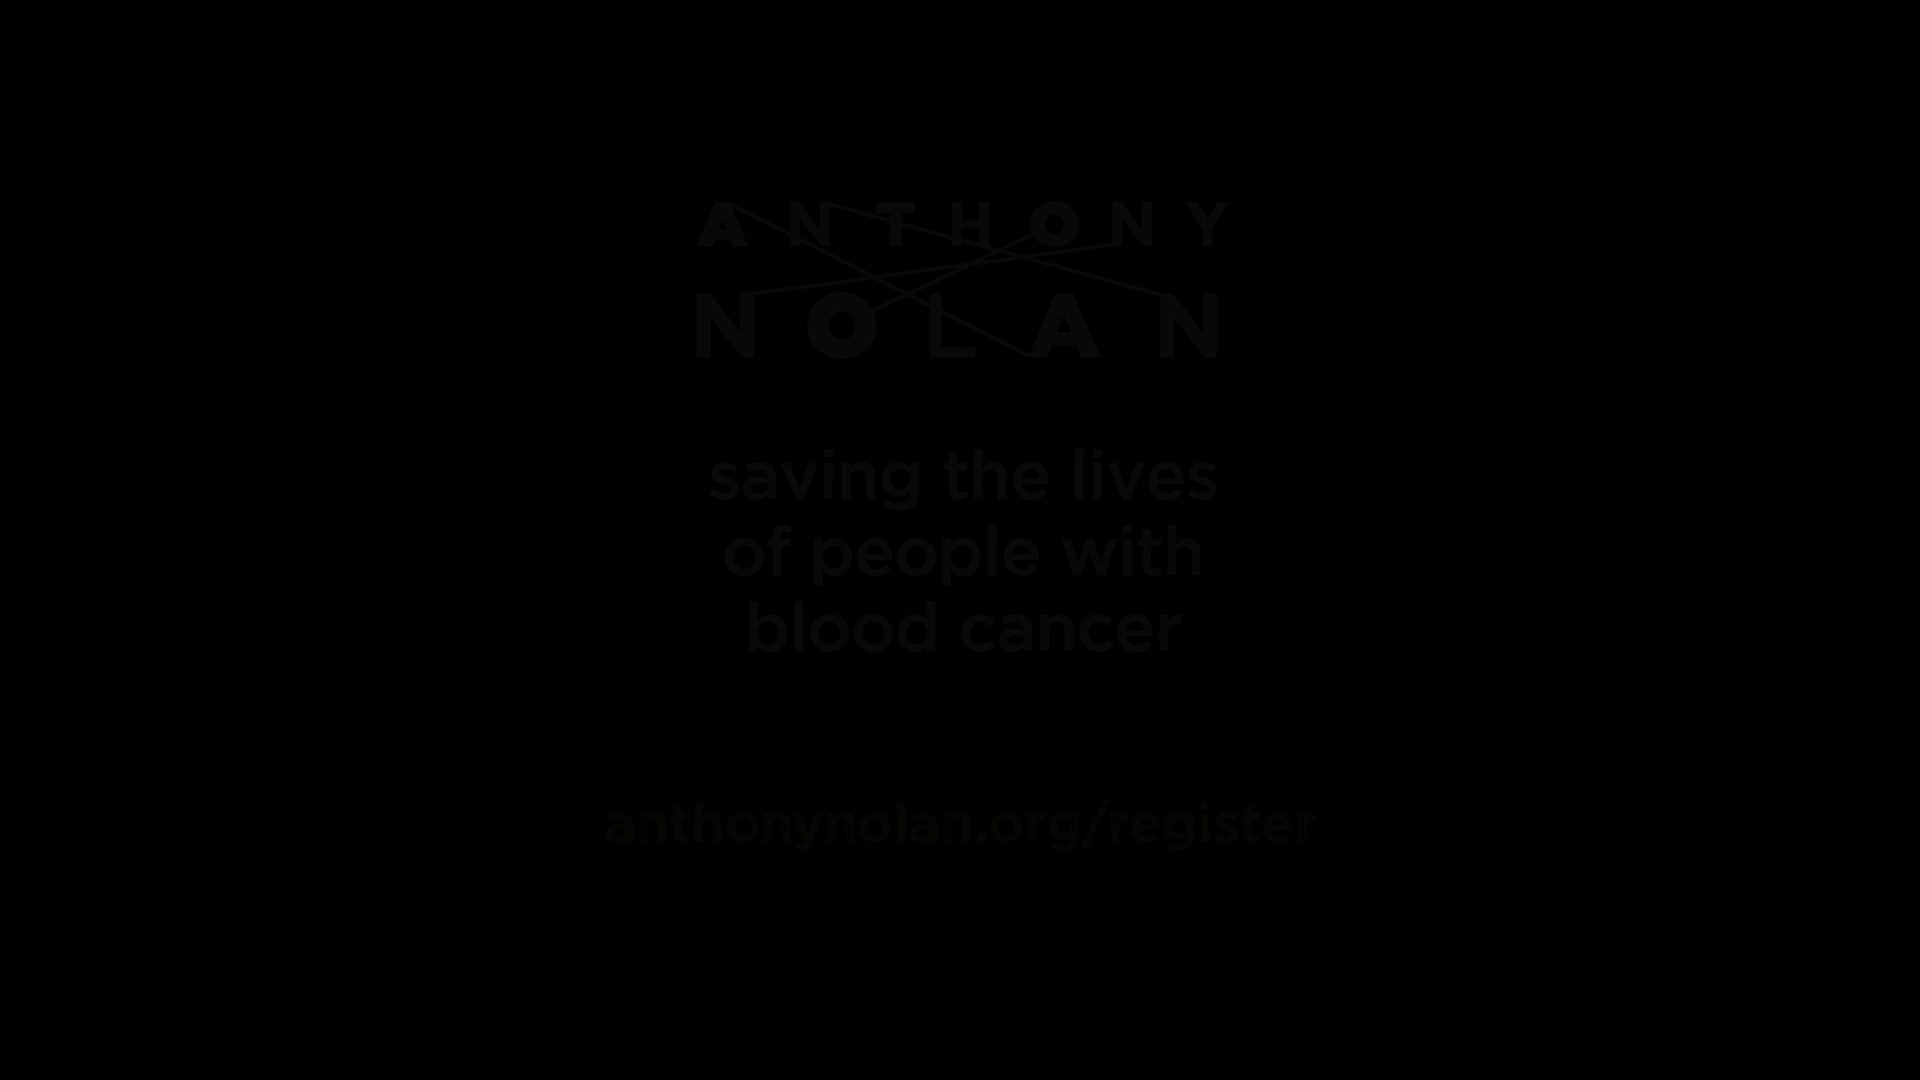 ANTHONY
NOLAN
saving the lives
of people with
blood cancer
anthonynolan.org/register